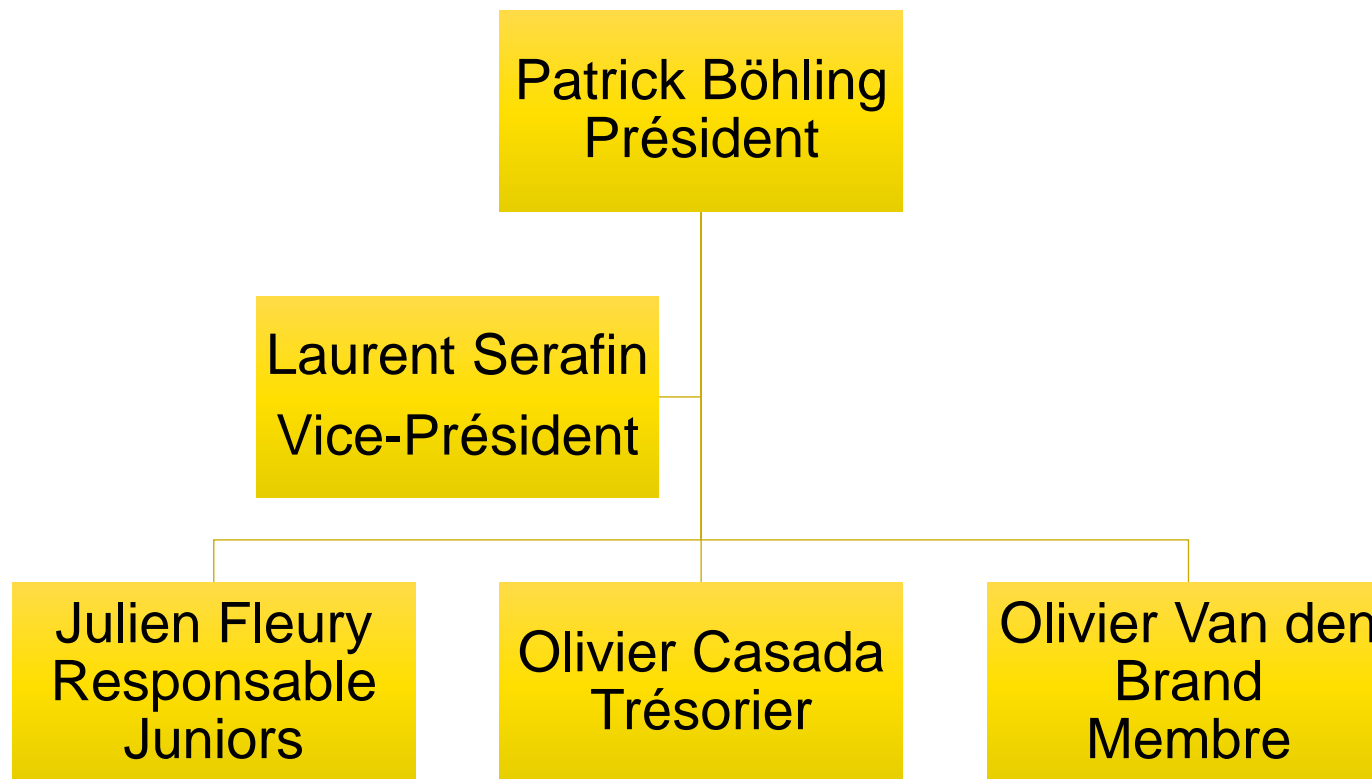 Patrick Böhling
Président
Laurent Serafin
Vice-Président
Julien Fleury
Responsable
Juniors
Olivier Casada
Trésorier
Olivier Van den
Brand
Membre